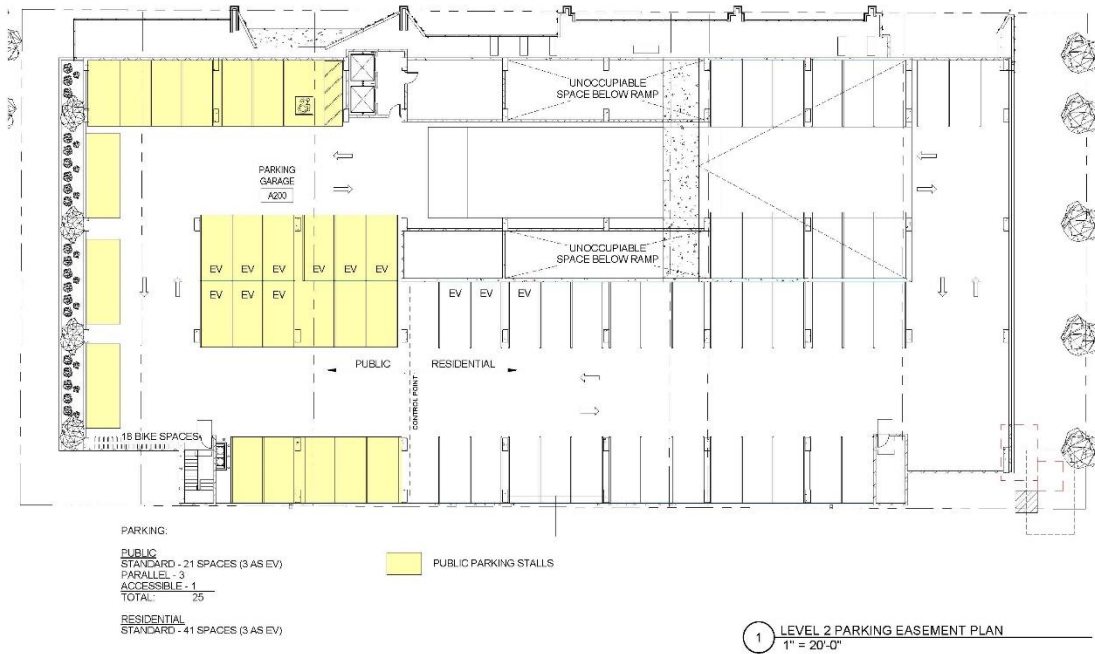 UNOCCUPIABLE
SPACE BELOW RAMP
PARKING
GARAGE
A200
UNOCCUPIABLE
SPACE BELOW RAMP
EV EV EV EV EV EV
EV EV EV EV EV EV
PUBLIC RESIDENTIAL
CONTROL POINT
18 BIKE SPACES
PARKING:
PUBLIC
STANDARD - 21 SPACES (3 AS EV)
PARALLEL - 3
ACCESSIBLE - 1
TOTAL: 25
PUBLIC PARKING STALLS
RESIDENTIAL
STANDARD - 41 SPACES (3 AS EV)
1 LEVEL 2 PARKING EASEMENT PLAN
1" = 20'-0"